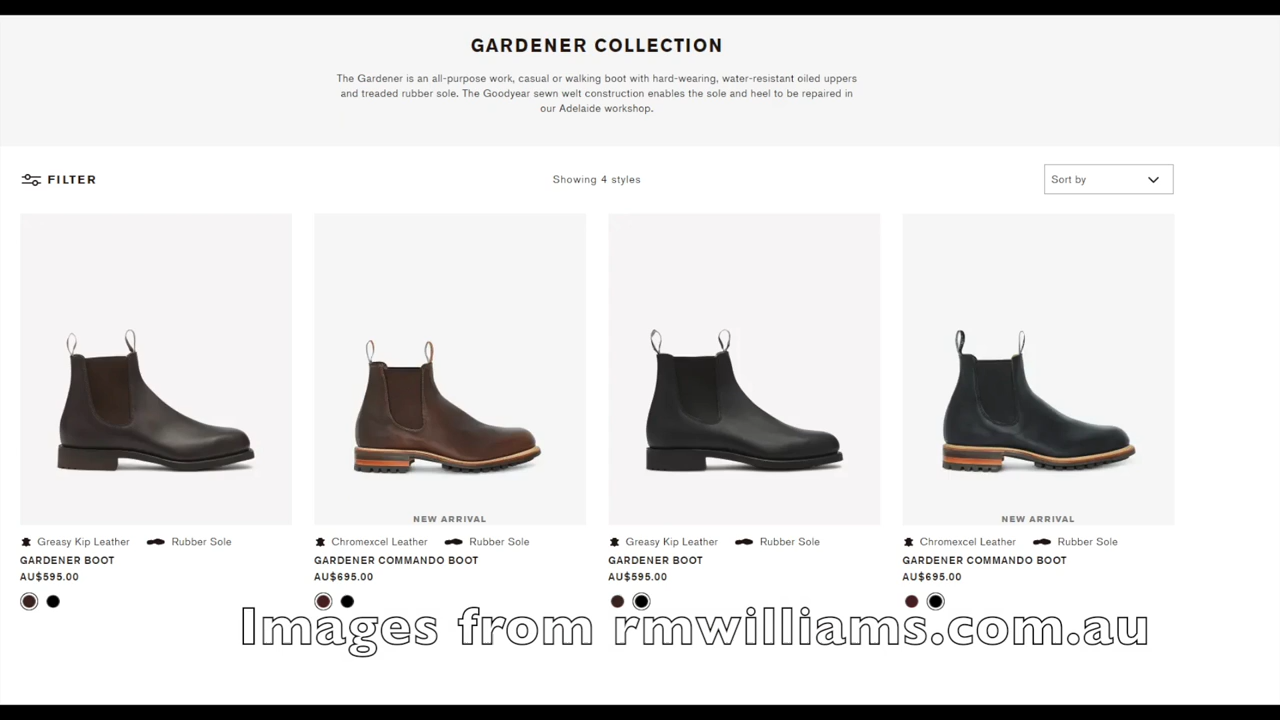 GARDENER COLLECTION
The Gardener is an all-purpose work, casual or walking boot with hard-wearing, water-resistant oiled uppers
and treaded rubber sole. The Goodyear sewn welt construction enables the sole and heel to be repaired in
our Adelaide workshop.
FILTER
Showing 4 styles
Sort by
NEW ARRIVAL
NEW ARRIVAL
Greasy Kip Leather Rubber Sole
GARDENER BOOT
AU$595.00
Chromexcel Leather Rubber Sole
GARDENER COMMANDO BOOT
AU$695.00
Greasy Kip Leather Rubber Sole
GARDENER BOOT
AU$595.00
Chromexcel Leather Rubber Sole
GARDENER COMMANDO BOOT
AU$695.00
Images from rmwilliams.com.au